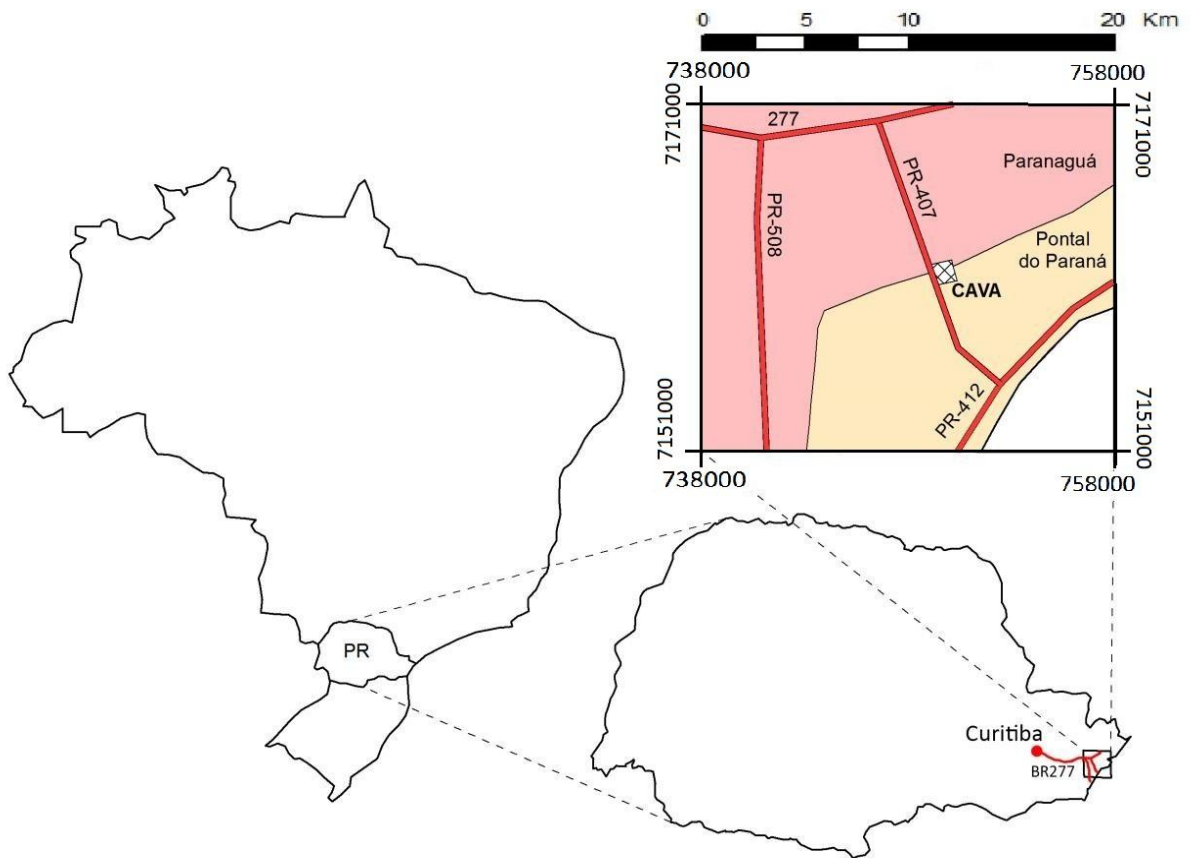 0 5 10 20 Km
738000 758000
7171000
7171000
277
Paranaguá
PR-407
PR-508
Pontal
do Paraná
CAVA
PR-412
7151000
7151000
738000 758000
PR
Curitiba
BR277